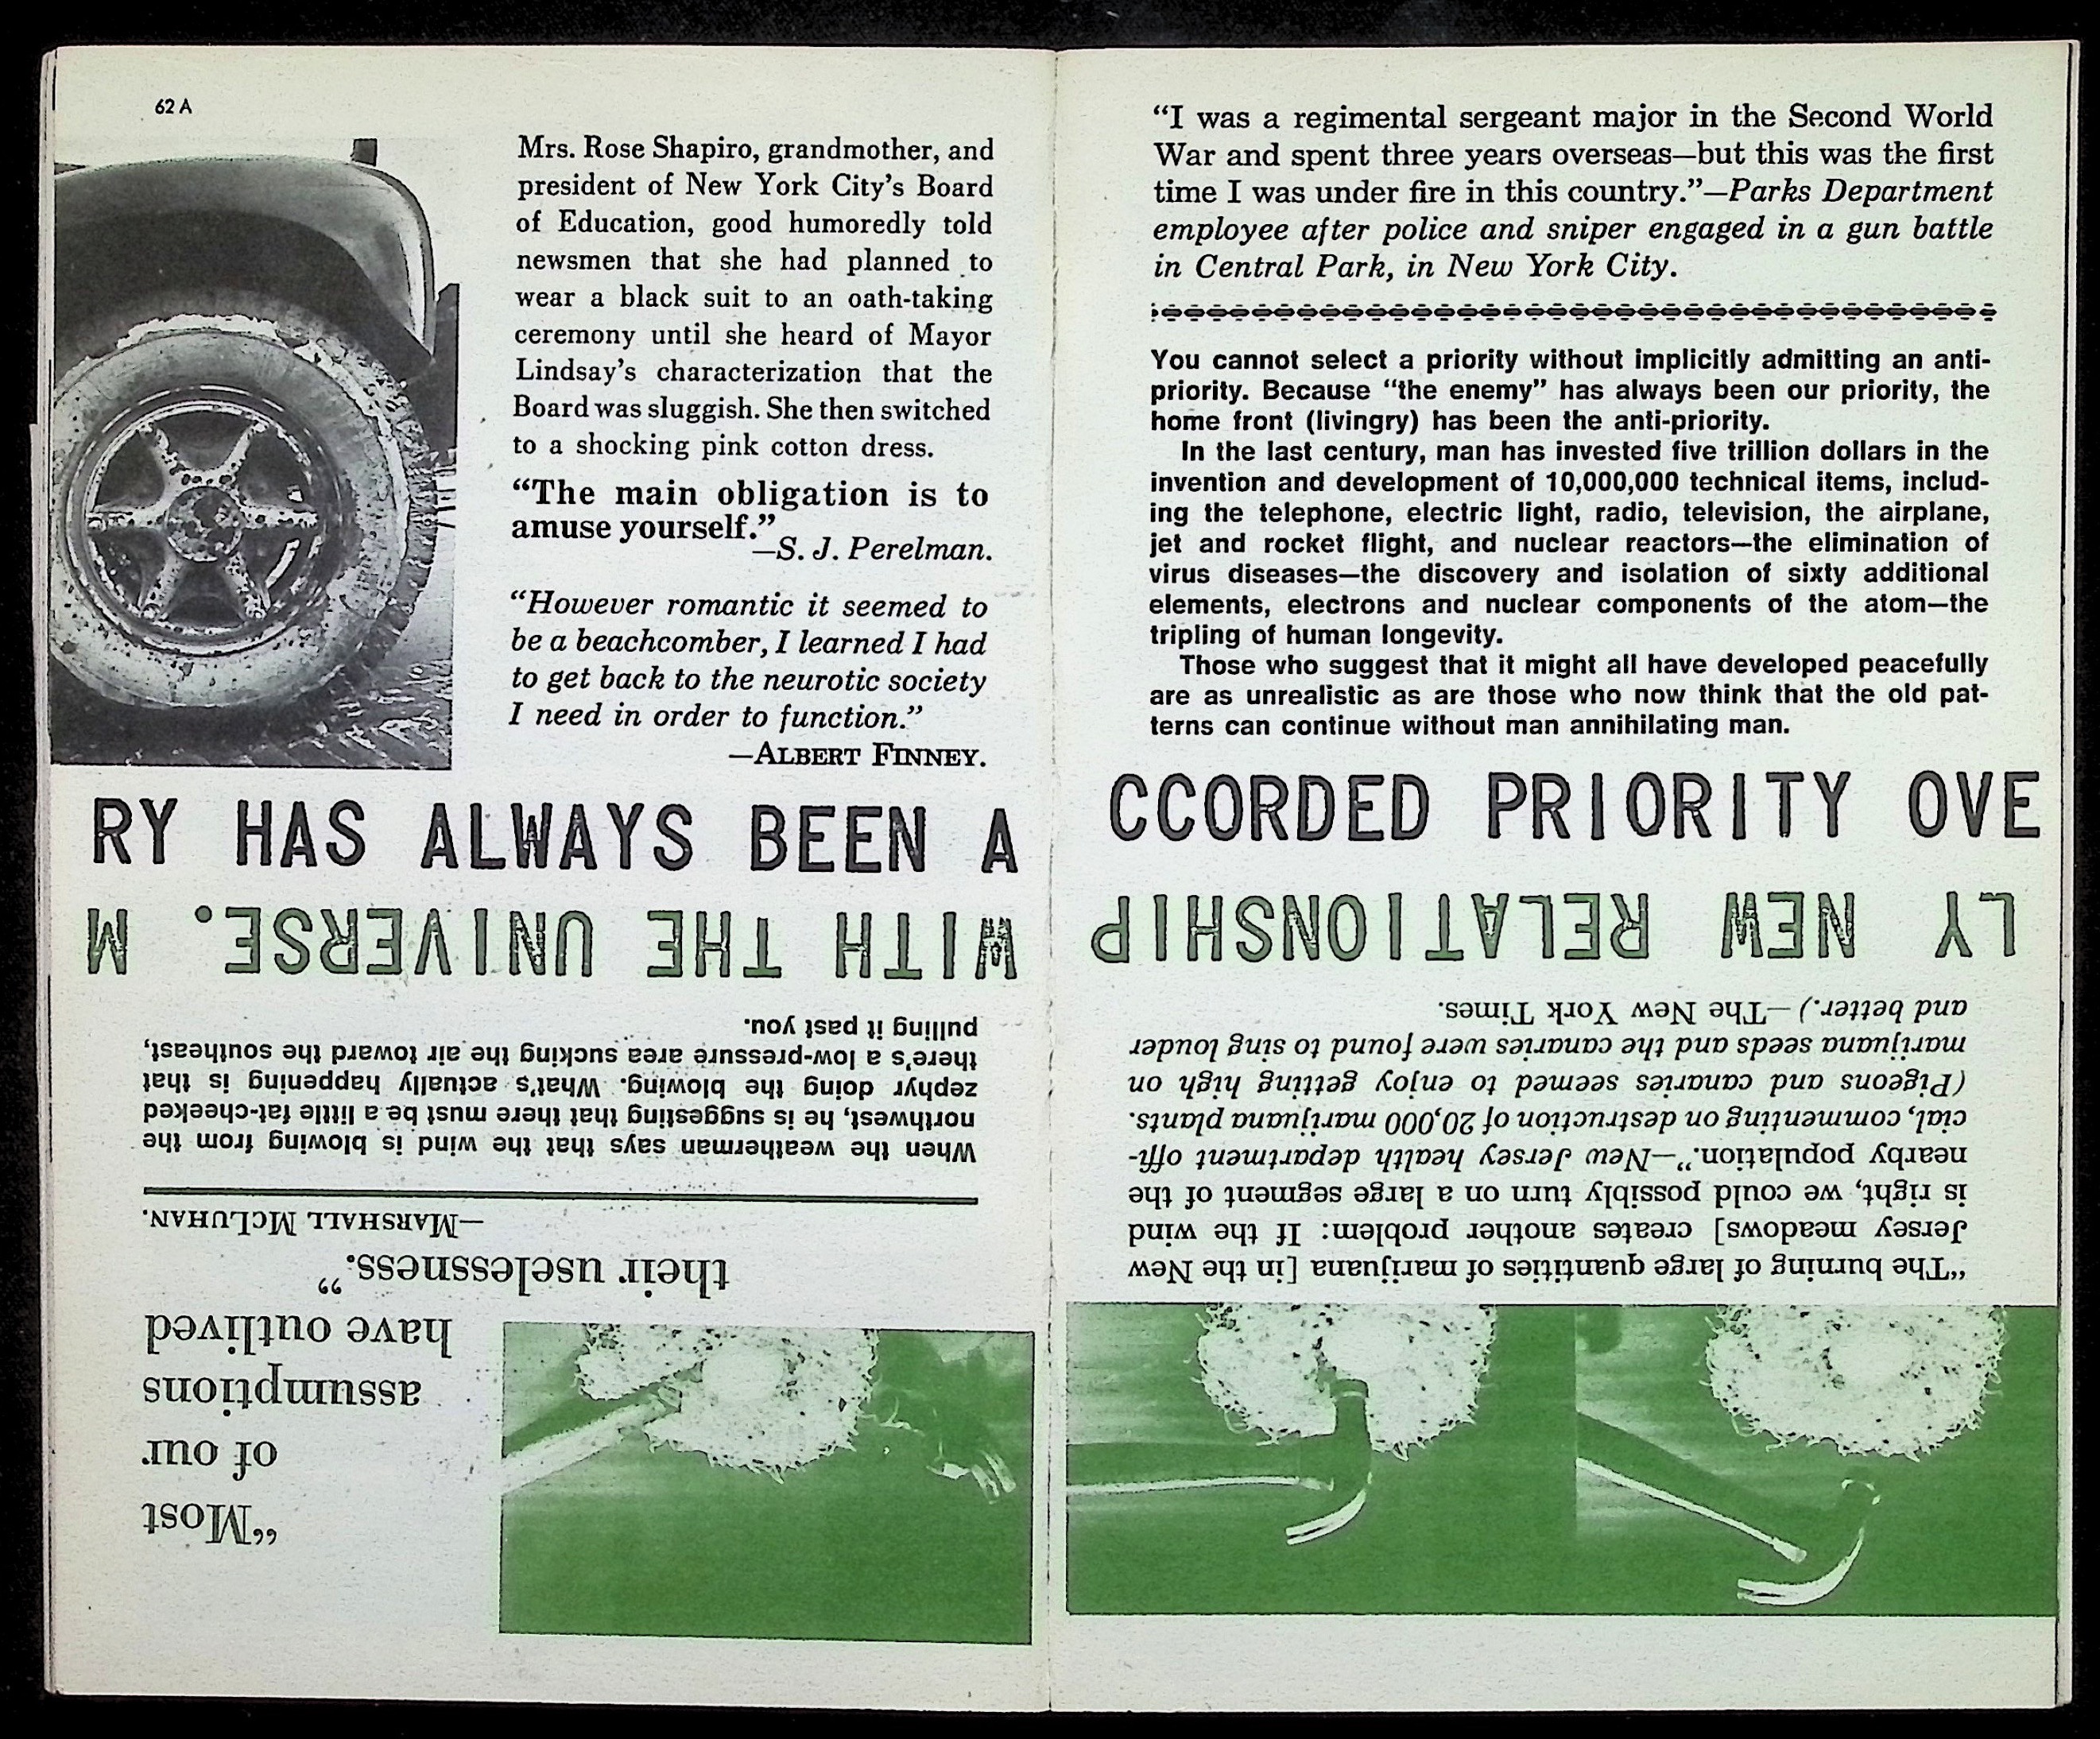 62 A
Mrs. Rose Shapiro, grandmother, and
president of New York City's Board
of Education, good humoredly told
newsmen that she had planned to
wear a black suit to an oath-taking
ceremony until she heard of Mayor
Lindsay's characterization that the
Board was sluggish. She then switched
to a shocking pink cotton dress.
“The main obligation is to
amuse yourself.”
—S. J. Perelman.
“However romantic it seemed to
be a beachcomber, I learned I had
to get back to the neurotic society
I need in order to function.”
—ALBERT FINNEY.
RY HAS ALWAYS BEEN A
“I was a regimental sergeant major in the Second World
War and spent three years overseas—but this was the first
time I was under fire in this country.”—Parks Department
employee after police and sniper engaged in a gun battle
in Central Park, in New York City.
You cannot select a priority without implicitly admitting an anti-
priority. Because “the enemy” has always been our priority, the
home front (livingry) has been the anti-priority.
In the last century, man has invested five trillion dollars in the
invention and development of 10,000,000 technical items, includ-
ing the telephone, electric light, radio, television, the airplane,
jet and rocket flight, and nuclear reactors—the elimination of
virus diseases—the discovery and isolation of sixty additional
elements, electrons and nuclear components of the atom—the
tripling of human longevity.
Those who suggest that it might all have developed peacefully
are as unrealistic as are those who now think that the old pat-
terns can continue without man annihilating man.
CCORDED PRIORITY OVE
“The burning of large quantities of marijuana [in the New
Jersey meadows] creates another problem: If the wind
is right, we could possibly turn on a large segment of the
nearby population.”—New Jersey health department offi-
cial, commenting on destruction of 20,000 marijuana plants.
(Pigeons and canaries seemed to enjoy getting high on
marijuana seeds and the canaries were found to sing louder
and better.)—The New York Times.
LY NEW RELATIONSHIP
“Most
of our
assumptions
have outlived
their uselessness.”
—MARSHALL MCLUHAN.
When the weatherman says that the wind is blowing from the
northwest, he is suggesting that there must be a little fat-cheeked
zephyr doing the blowing. What's actually happening is that
there's a low-pressure area sucking the air toward the southeast,
pulling it past you.
WITH THE UNIVERSE. M